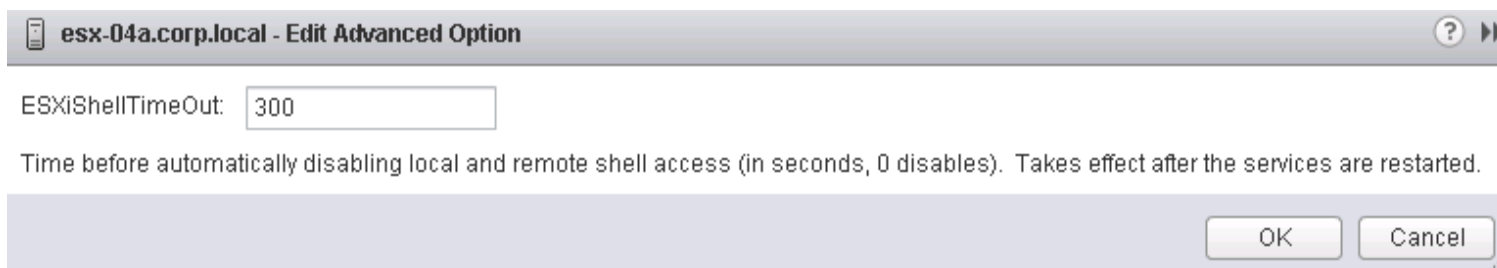 esx-04a.corp.local - Edit Advanced Option ?
ESXiShellTimeOut: 300
Time before automatically disabling local and remote shell access (in seconds, 0 disables). Takes effect after the services are restarted.
OK Cancel